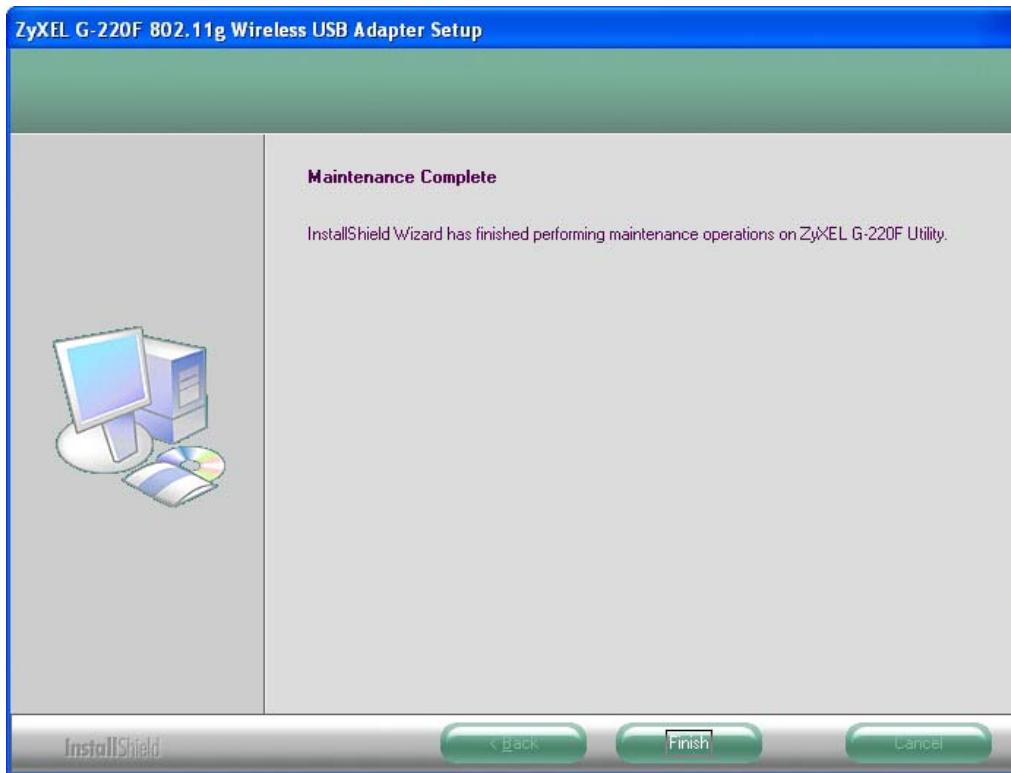 ZyXEL G-220F 802.11g Wireless USB Adapter Setup
Maintenance Complete
InstallShield Wizard has finished performing maintenance operations on ZyXEL G-220F Utility.
InstallShield
< Back
Finish
Cancel